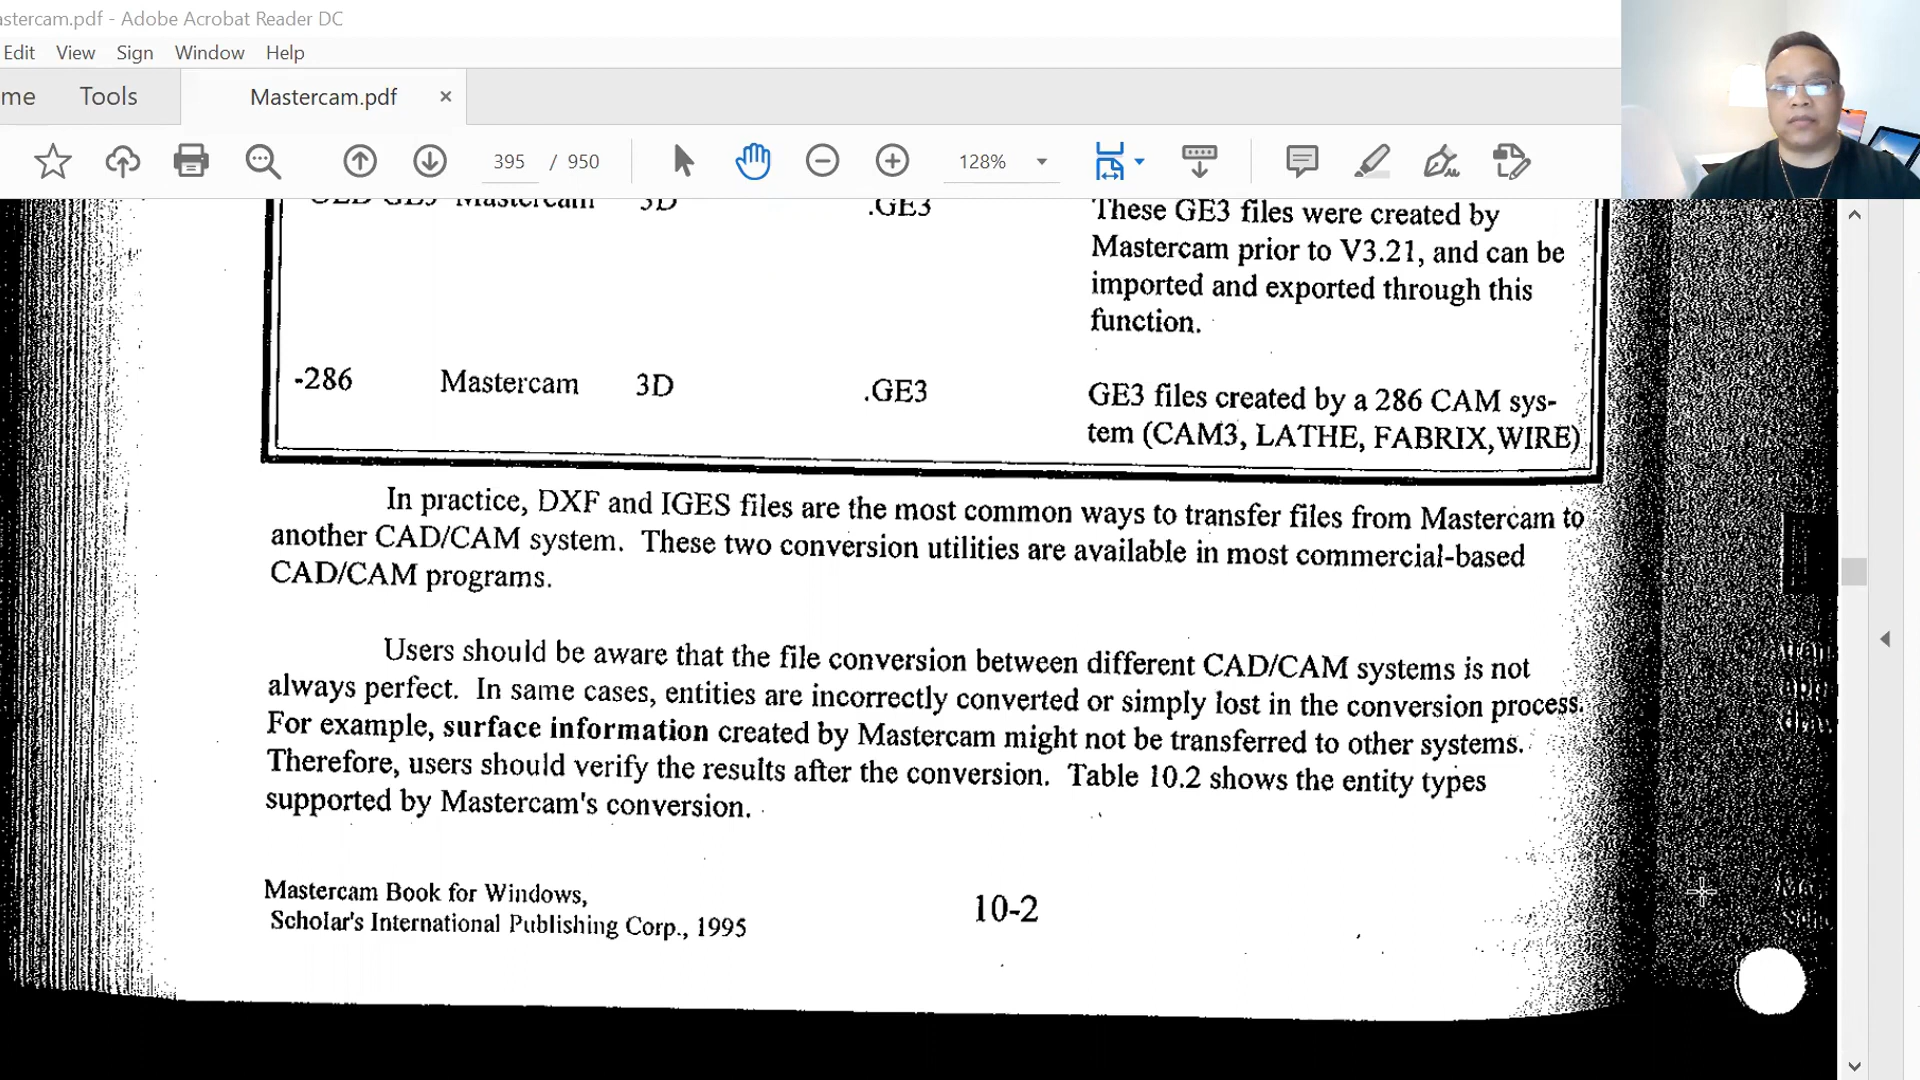 astercam.pdf - Adobe Acrobat Reader DC
Edit View Sign Window Help
me Tools Mastercam.pdf ×
395 / 950 128%
OLD GE3 Mastercam 3D .GE3 These GE3 files were created by
Mastercam prior to V3.21, and can be
imported and exported through this
function.
-286 Mastercam 3D .GE3 GE3 files created by a 286 CAM sys-
tem (CAM3, LATHE, FABRIX,WIRE)
In practice, DXF and IGES files are the most common ways to transfer files from Mastercam to
another CAD/CAM system. These two conversion utilities are available in most commercial-based
CAD/CAM programs.
Users should be aware that the file conversion between different CAD/CAM systems is not
always perfect. In same cases, entities are incorrectly converted or simply lost in the conversion process.
For example, surface information created by Mastercam might not be transferred to other systems.
Therefore, users should verify the results after the conversion. Table 10.2 shows the entity types
supported by Mastercam's conversion.
Mastercam Book for Windows,
Scholar's International Publishing Corp., 1995
10-2